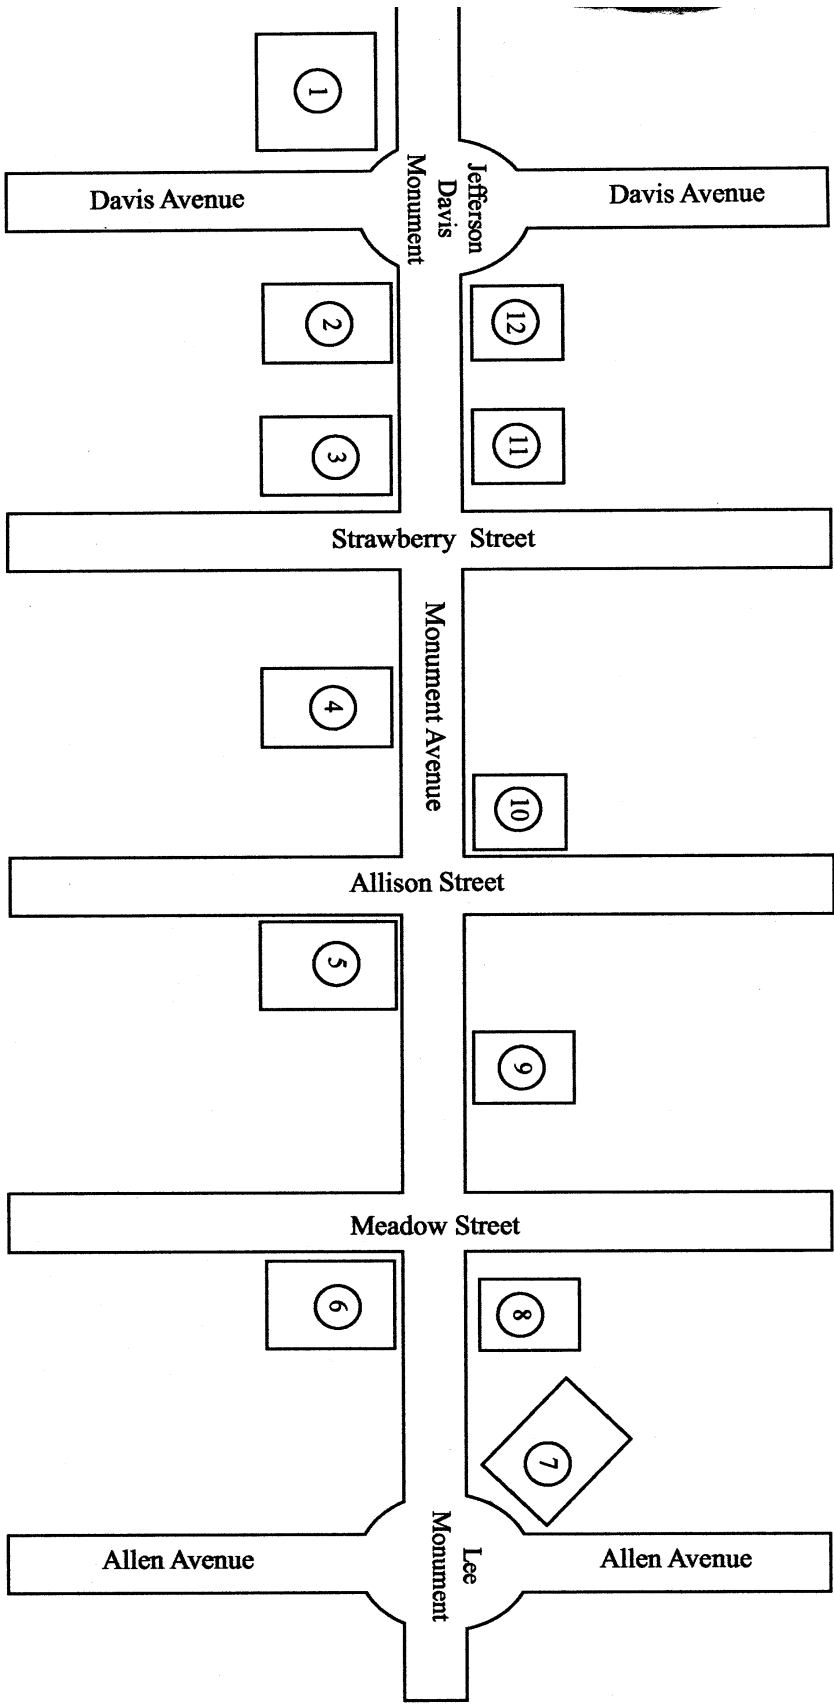 1
Jefferson
Davis
Monument
Davis Avenue
Davis Avenue
2
12
3
11
Strawberry Street
Monument Avenue
4
10
Allison Street
5
9
Meadow Street
6
8
7
Lee
Monument
Allen Avenue
Allen Avenue